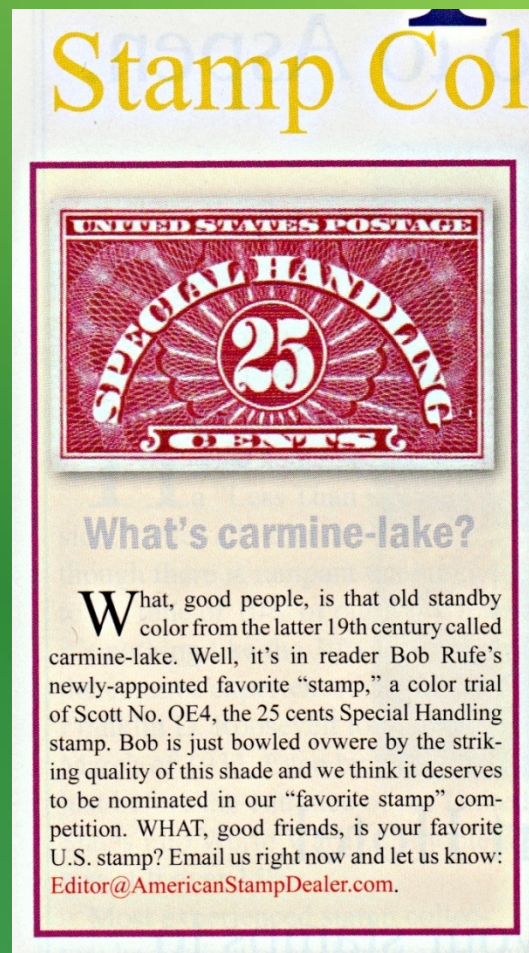 Stamp Col
UNITED STATES POSTAGE
SPECIAL HANDLING
25
CENTS
What's carmine-lake?
What, good people, is that old standby
color from the latter 19th century called
carmine-lake. Well, it's in reader Bob Rufe's
newly-appointed favorite “stamp,” a color trial
of Scott No. QE4, the 25 cents Special Handling
stamp. Bob is just bowled ovwere by the strik-
ing quality of this shade and we think it deserves
to be nominated in our “favorite stamp” com-
petition. WHAT, good friends, is your favorite
U.S. stamp? Email us right now and let us know:
Editor@AmericanStampDealer.com.